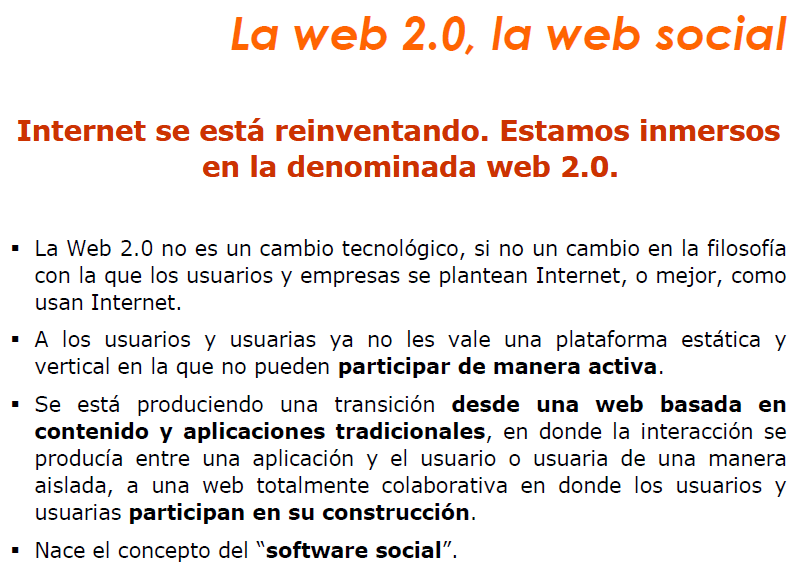 La web 2.0, la web social
Internet se está reinventando. Estamos inmersos
en la denominada web 2.0.
▪ La Web 2.0 no es un cambio tecnológico, si no un cambio en la filosofía
con la que los usuarios y empresas se plantean Internet, o mejor, como
usan Internet.
▪ A los usuarios y usuarias ya no les vale una plataforma estática y
vertical en la que no pueden participar de manera activa.
▪ Se está produciendo una transición desde una web basada en
contenido y aplicaciones tradicionales, en donde la interacción se
producía entre una aplicación y el usuario o usuaria de una manera
aislada, a una web totalmente colaborativa en donde los usuarios y
usuarias participan en su construcción.
▪ Nace el concepto del “software social”.